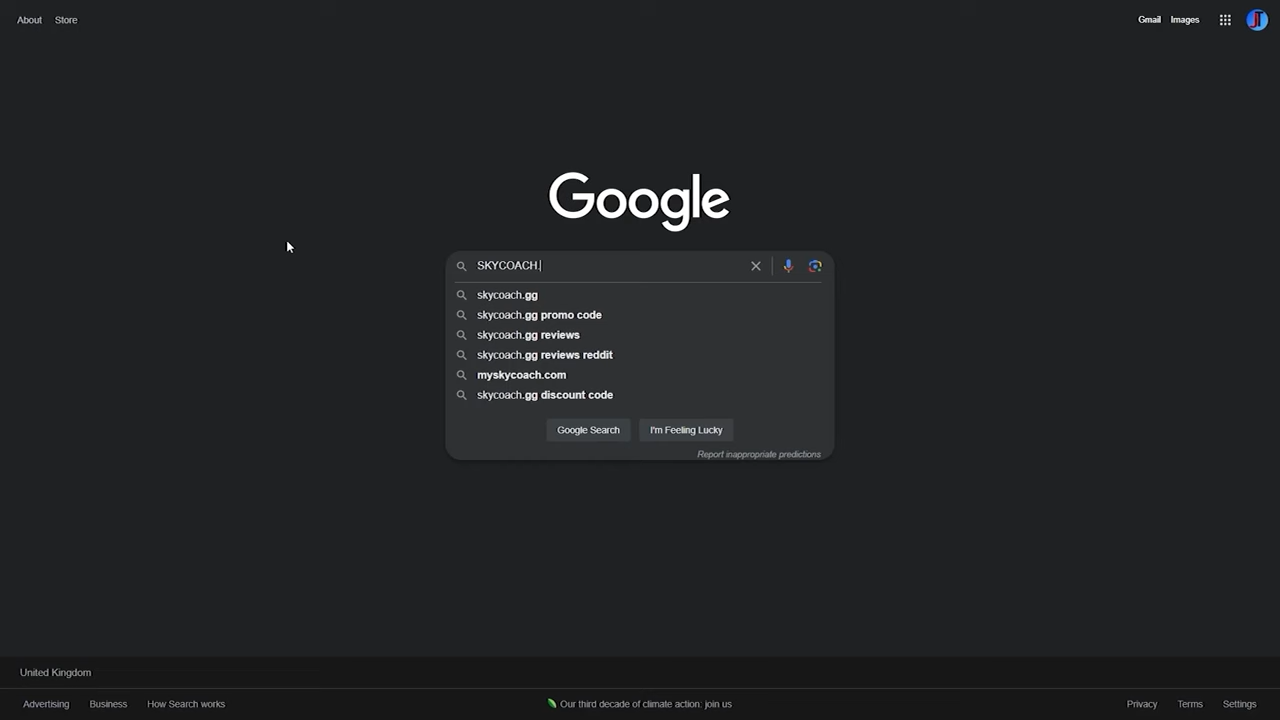 About Store
Gmail Images
JT
Google
SKYCOACH.
skycoach.gg
skycoach.gg promo code
skycoach.gg reviews
skycoach.gg reviews reddit
myskycoach.com
skycoach.gg discount code
Google Search I'm Feeling Lucky
Report inappropriate predictions
United Kingdom
Advertising Business How Search works
Our third decade of climate action: join us
Privacy Terms Settings